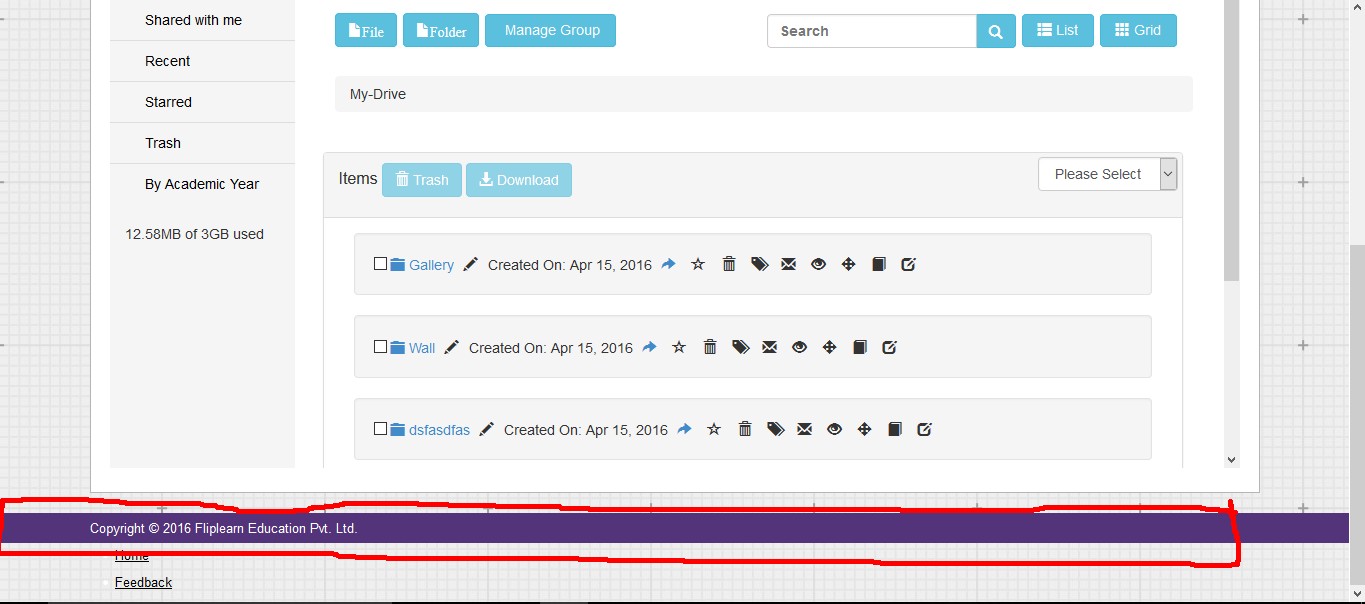 Shared with me
Recent
Starred
Trash
By Academic Year
12.58MB of 3GB used
File Folder Manage Group Search List Grid
My-Drive
Items Trash Download Please Select
Gallery Created On: Apr 15, 2016
Wall Created On: Apr 15, 2016
dsfasdfas Created On: Apr 15, 2016
Copyright © 2016 Fliplearn Education Pvt. Ltd.
Home
Feedback